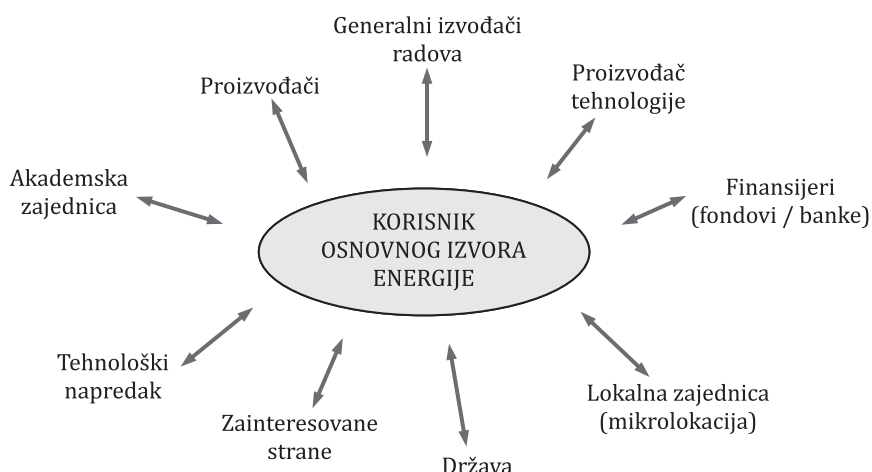 Generalni izvođači
radova
Proizvođači
Proizvođač
tehnologije
Akademska
zajednica
Finansijeri
(fondovi / banke)
KORISNIK
OSNOVNOG IZVORA
ENERGIJE
Tehnološki
napredak
Lokalna zajednica
(mikrolokacija)
Zainteresovane
strane
Država